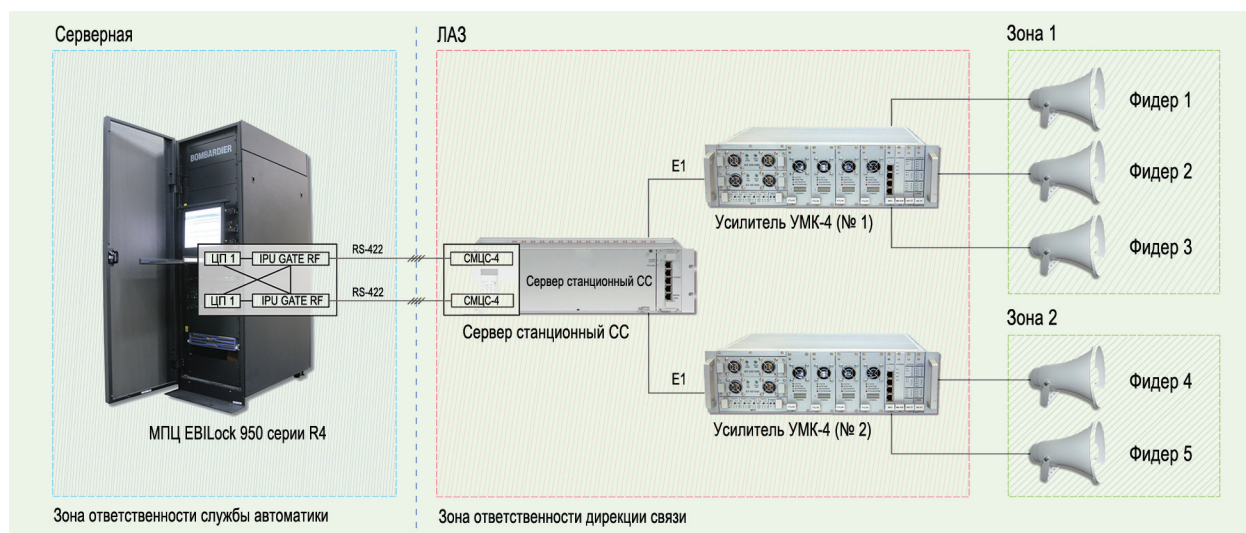 Серверная
ЛАЗ
Зона 1
BOMBARDIER
Фидер 1
E1
Фидер 2
Усилитель УМК-4 (№ 1)
Фидер 3
ЦП 1
IPU GATE RF
RS-422
СМЦС-4
Сервер станционный СС
ЦП 1
IPU GATE RF
RS-422
СМЦС-4
Сервер станционный СС
Зона 2
E1
Фидер 4
Усилитель УМК-4 (№ 2)
МПЦ EBILock 950 серии R4
Фидер 5
Зона ответственности службы автоматики
Зона ответственности дирекции связи